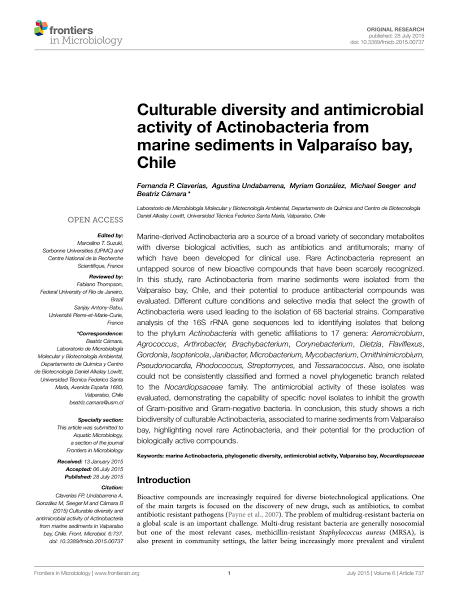 frontiers
in Microbiology
ORIGINAL RESEARCH
published: 28 July 2015
doi: 10.3389/fmicb.2015.00737
Culturable diversity and antimicrobial
activity of Actinobacteria from
marine sediments in Valparaíso bay,
Chile
Fernanda P. Claverías, Agustina Undabarrena, Myriam González, Michael Seeger and
Beatriz Cámara*
Laboratorio de Microbiología Molecular y Biotecnología Ambiental, Departamento de Química and Centro de Biotecnología
Daniel Alkalay Lowitt, Universidad Técnica Federico Santa María, Valparaíso, Chile
OPEN ACCESS
Edited by:
Marcelino T. Suzuki,
Sorbonne Universities (UPMC) and
Centre National de la Recherche
Scientifique, France
Reviewed by:
Fabiano Thompson,
Federal University of Rio de Janeiro,
Brazil
Sanjay Antony-Babu,
Université Pierre-et-Marie-Curie,
France
*Correspondence:
Beatriz Cámara,
Laboratorio de Microbiología
Molecular y Biotecnología Ambiental,
Departamento de Química y Centro
de Biotecnología Daniel Alkalay Lowitt,
Universidad Técnica Federico Santa
María, Avenida España 1680,
Valparaíso, Chile
beatriz.camara@usm.cl
Specialty section:
This article was submitted to
Aquatic Microbiology,
a section of the journal
Frontiers in Microbiology
Received: 13 January 2015
Accepted: 06 July 2015
Published: 28 July 2015
Citation:
Claverías FP, Undabarrena A,
González M, Seeger M and Cámara B
(2015) Culturable diversity and
antimicrobial activity of Actinobacteria
from marine sediments in Valparaíso
bay, Chile. Front. Microbiol. 6:737.
doi: 10.3389/fmicb.2015.00737
Marine-derived Actinobacteria are a source of a broad variety of secondary metabolites
with diverse biological activities, such as antibiotics and antitumorals; many of
which have been developed for clinical use. Rare Actinobacteria represent an
untapped source of new bioactive compounds that have been scarcely recognized.
In this study, rare Actinobacteria from marine sediments were isolated from the
Valparaíso bay, Chile, and their potential to produce antibacterial compounds was
evaluated. Different culture conditions and selective media that select the growth of
Actinobacteria were used leading to the isolation of 68 bacterial strains. Comparative
analysis of the 16S rRNA gene sequences led to identifying isolates that belong
to the phylum Actinobacteria with genetic affiliations to 17 genera: Aeromicrobium,
Agrococcus, Arthrobacter, Brachybacterium, Corynebacterium, Dietzia, Flaviflexus,
Gordonia, Isoptericola, Janibacter, Microbacterium, Mycobacterium, Ornithinimicrobium,
Pseudonocardia, Rhodococcus, Streptomyces, and Tessaracoccus. Also, one isolate
could not be consistently classified and formed a novel phylogenetic branch related
to the Nocardiopsaceae family. The antimicrobial activity of these isolates was
evaluated, demonstrating the capability of specific novel isolates to inhibit the growth
of Gram-positive and Gram-negative bacteria. In conclusion, this study shows a rich
biodiversity of culturable Actinobacteria, associated to marine sediments from Valparaíso
bay, highlighting novel rare Actinobacteria, and their potential for the production of
biologically active compounds.
Keywords: marine Actinobacteria, phylogenetic diversity, antimicrobial activity, Valparaíso bay, Nocardiopsaceae
Introduction
Bioactive compounds are increasingly required for diverse biotechnological applications. One
of the main targets is focused on the discovery of new drugs, such as antibiotics, to combat
antibiotic resistant pathogens (Payne et al., 2007). The problem of multidrug-resistant bacteria on
a global scale is an important challenge. Multi-drug resistant bacteria are generally nosocomial
but one of the most relevant cases, methicillin-resistant Staphylococcus aureus (MRSA), is
also present in community settings, the latter being increasingly more prevalent and virulent
Frontiers in Microbiology | www.frontiersin.org
1
July 2015 | Volume 6 | Article 737